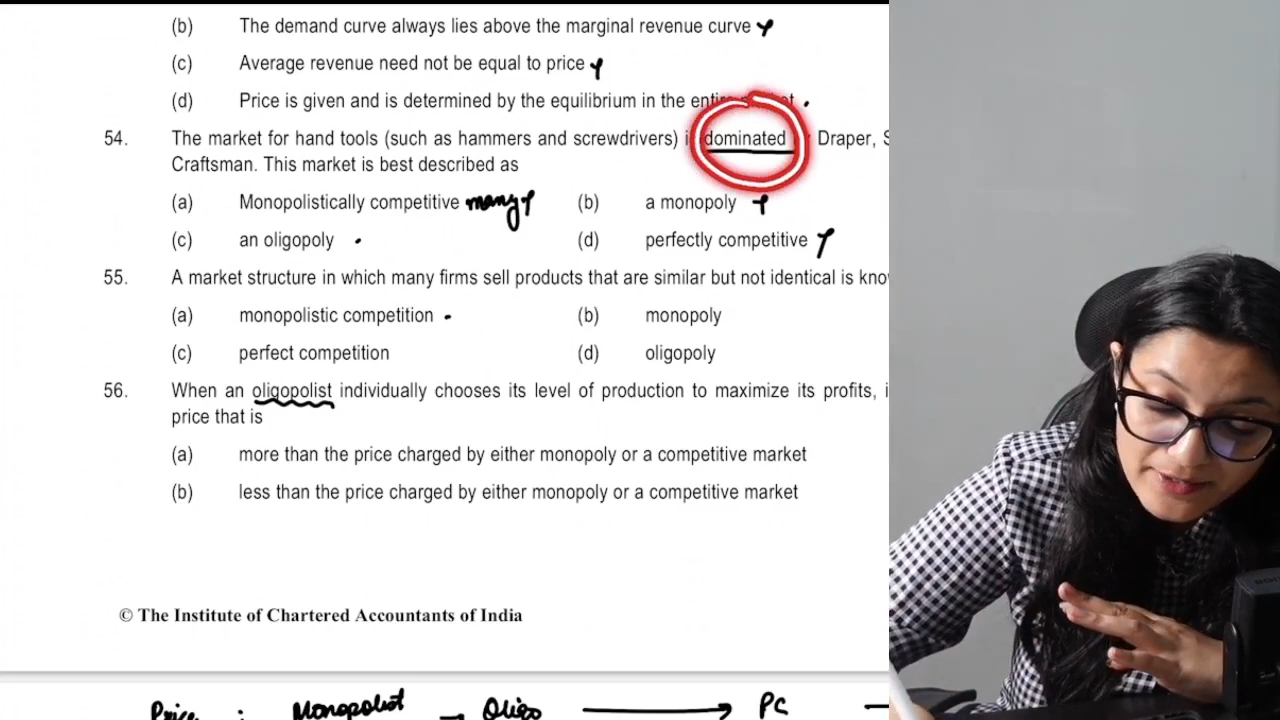 (b) The demand curve always lies above the marginal revenue curve
(c) Average revenue need not be equal to price
(d) Price is given and is determined by the equilibrium in the entire market.
54. The market for hand tools (such as hammers and screwdrivers) is dominated by Draper, S
Craftsman. This market is best described as
(a) Monopolistically competitive many (b) a monopoly
(c) an oligopoly (d) perfectly competitive
55. A market structure in which many firms sell products that are similar but not identical is kno
(a) monopolistic competition (b) monopoly
(c) perfect competition (d) oligopoly
56. When an oligopolist individually chooses its level of production to maximize its profits, i
price that is
(a) more than the price charged by either monopoly or a competitive market
(b) less than the price charged by either monopoly or a competitive market
© The Institute of Chartered Accountants of India
Price : Monopolist – Oligo → PC